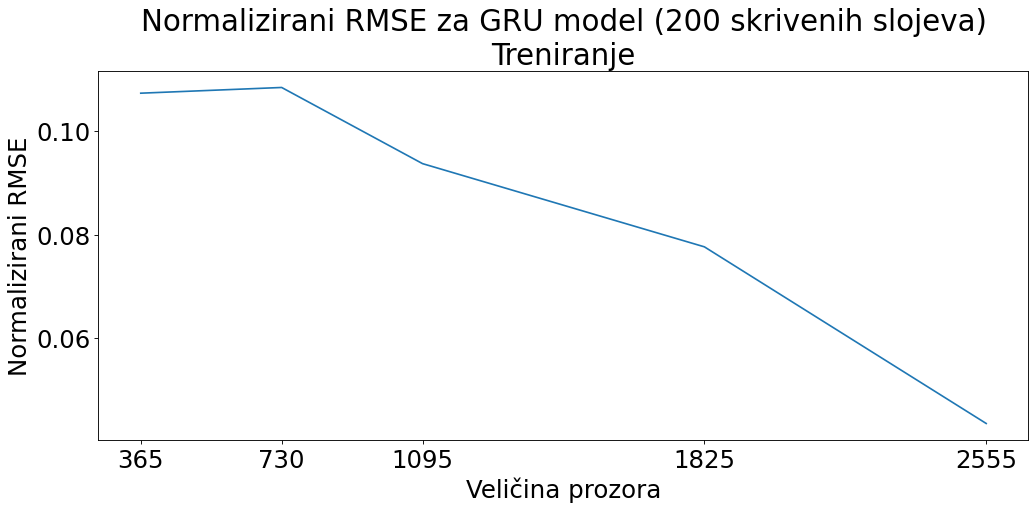 Normalizirani RMSE za GRU model (200 skrivenih slojeva)
Treniranje
Normalizirani RMSE
0.10
0.08
0.06
365 730 1095 1825 2555
Veličina prozora